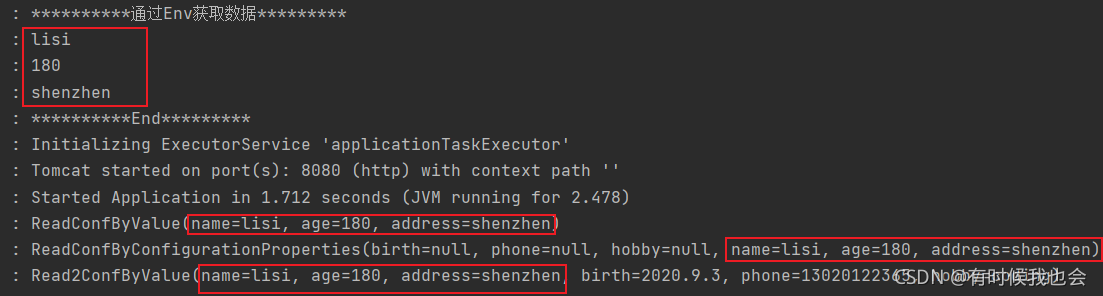 : **********通过Env获取数据*********
: lisi
: 180
: shenzhen
: **********End*********
: Initializing ExecutorService 'applicationTaskExecutor'
: Tomcat started on port(s): 8080 (http) with context path ''
: Started Application in 1.712 seconds (JVM running for 2.478)
: ReadConfByValue(name=lisi, age=180, address=shenzhen)
: ReadConfByConfigurationProperties(birth=null, phone=null, hobby=null, name=lisi, age=180, address=shenzhen)
: Read2ConfByValue(name=lisi, age=180, address=shenzhen, birth=2020.9.3, phone=13020122363,
CSDN @有时候我也会